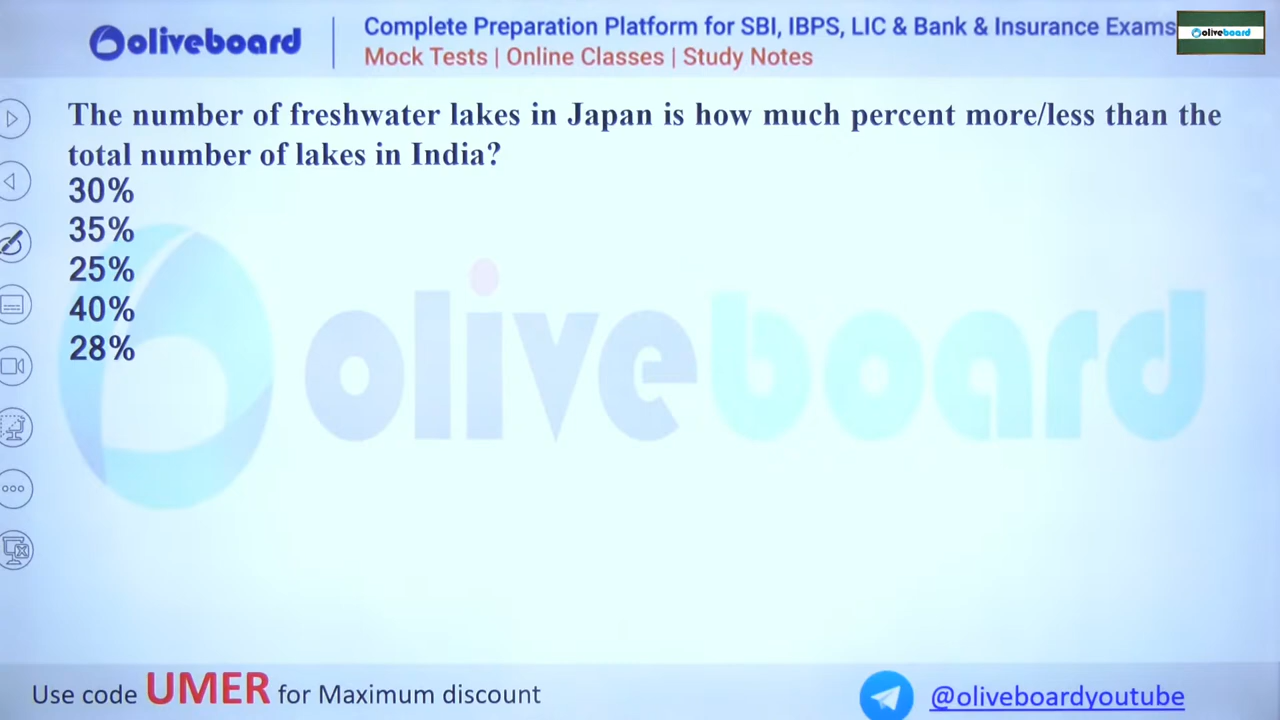 oliveboard
Complete Preparation Platform for SBI, IBPS, LIC & Bank & Insurance Exams
Mock Tests | Online Classes | Study Notes
oliveboard
The number of freshwater lakes in Japan is how much percent more/less than the
total number of lakes in India?
30%
35%
25%
40%
28%
oliveboard
Use code UMER for Maximum discount
@oliveboardyoutube